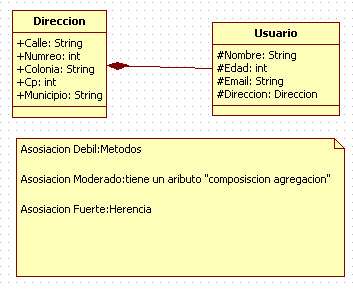 Direccion
+Calle: String
+Numreo: int
+Colonia: String
+Cp: int
+Municipio: String
Usuario
#Nombre: String
#Edad: int
#Email: String
#Direccion: Direccion
Asosiacion Debil:Metodos
Asosiacion Moderado:tiene un aributo "composiscion agregacion"
Asosiacion Fuerte:Herencia